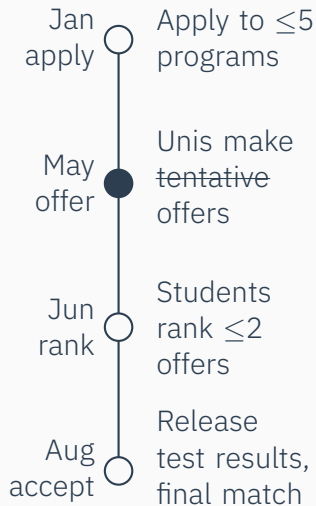 Jan
apply
Apply to ≤5
programs
May
offer
Unis make
tentative
offers
Jun
rank
Students
rank ≤2
offers
Aug
accept
Release
test results,
final match